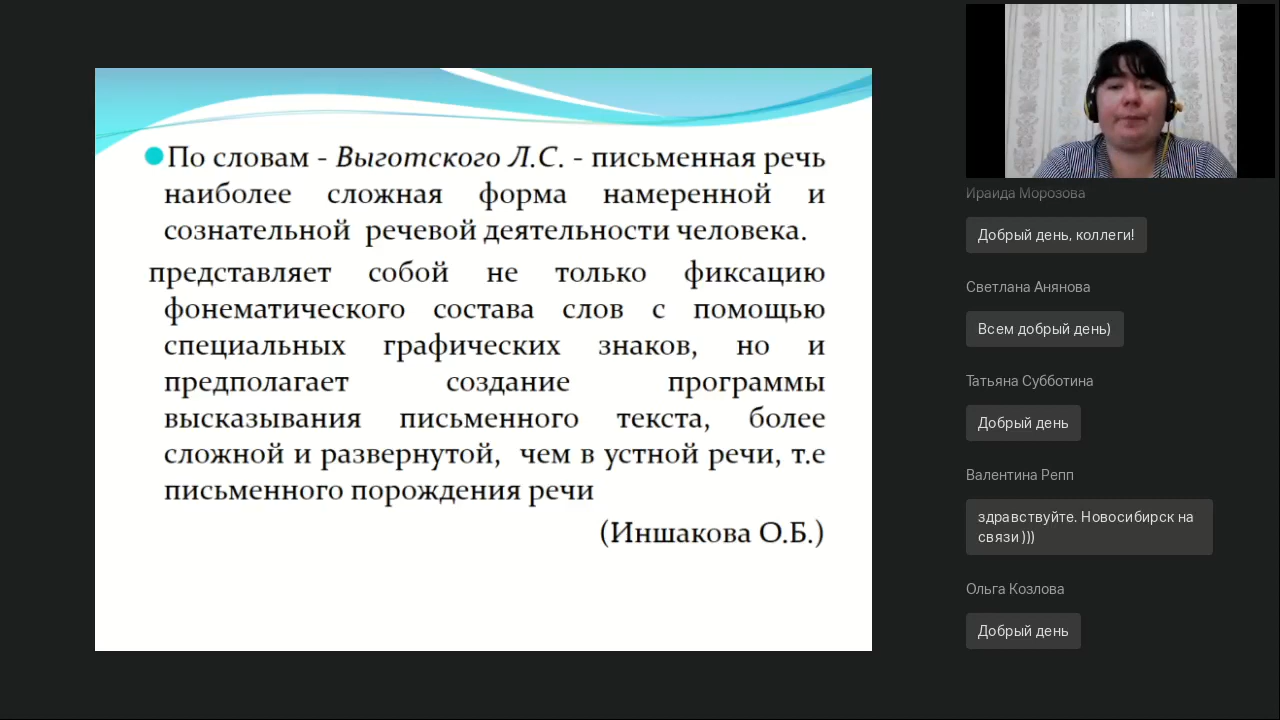 По словам - Выготского Л.С. - письменная речь
наиболее сложная форма намеренной и
сознательной речевой деятельности человека.
представляет собой не только фиксацию
фонематического состава слов с помощью
специальных графических знаков, но и
предполагает создание программы
высказывания письменного текста, более
сложной и развернутой, чем в устной речи, т.е
письменного порождения речи
(Иншакова О.Б.)
Ираида Морозова
Добрый день, коллеги!
Светлана Анянова
Всем добрый день)
Татьяна Субботина
Добрый день
Валентина Репп
здравствуйте. Новосибирск на
связи )))
Ольга Козлова
Добрый день